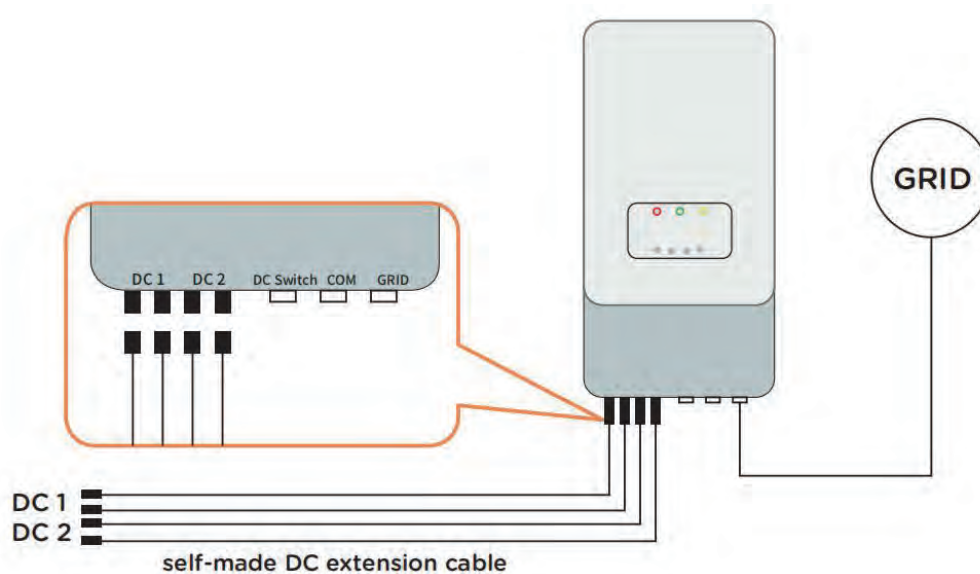 GRID
DC 1 DC 2 DC Switch COM GRID
DC 1
DC 2
self-made DC extension cable